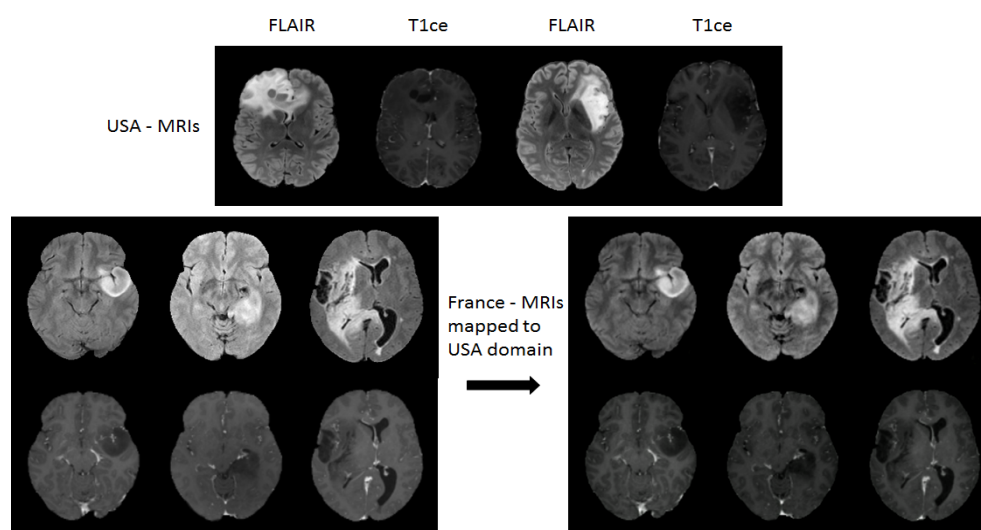 FLAIR T1ce FLAIR T1ce
USA - MRIs
France - MRIs
mapped to
USA domain